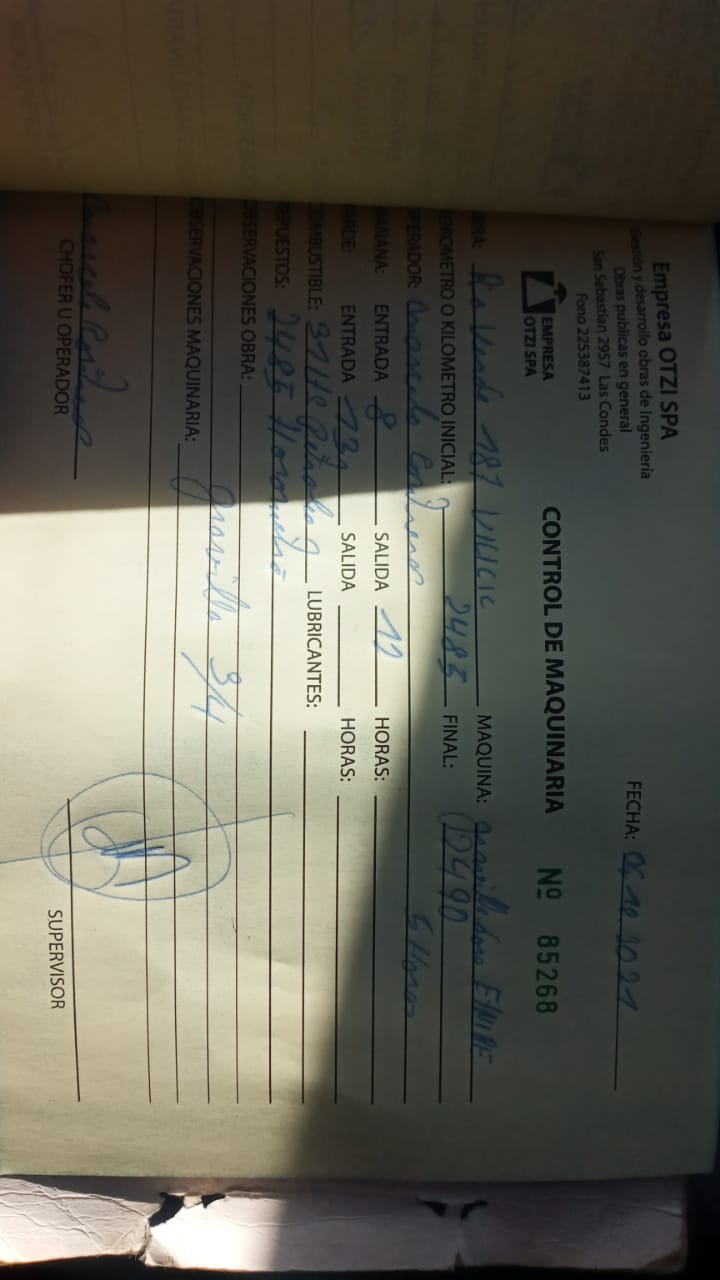 Empresa OTZI SPA
Gestión y desarrollo obras de Ingeniería
Obras publicas en general
San Sebastian 2957 Las Condes
Fono 225387413
FECHA: 06.12.2021
EMPRESA
OTZI SPA
CONTROL DE MAQUINARIA Nº 85268
OBRA: Rio Verde 187 VILICIC MAQUINA: gravilladora
HOROMETRO O KILOMETRO INICIAL: 2485 FINAL: 2490
OPERADOR: Marcelo Contreras 5 Horas
MAÑANA: ENTRADA 8 SALIDA 12 HORAS:
TARDE: ENTRADA 13 SALIDA HORAS:
COMBUSTIBLE: 31 Lts Petroleo LUBRICANTES:
REPUESTOS: 2485 Horometro
OBSERVACIONES OBRA:
gravilla 3/4
OBSERVACIONES MAQUINARIA:
Marcelo Contreras
CHOFER U OPERADOR
SUPERVISOR